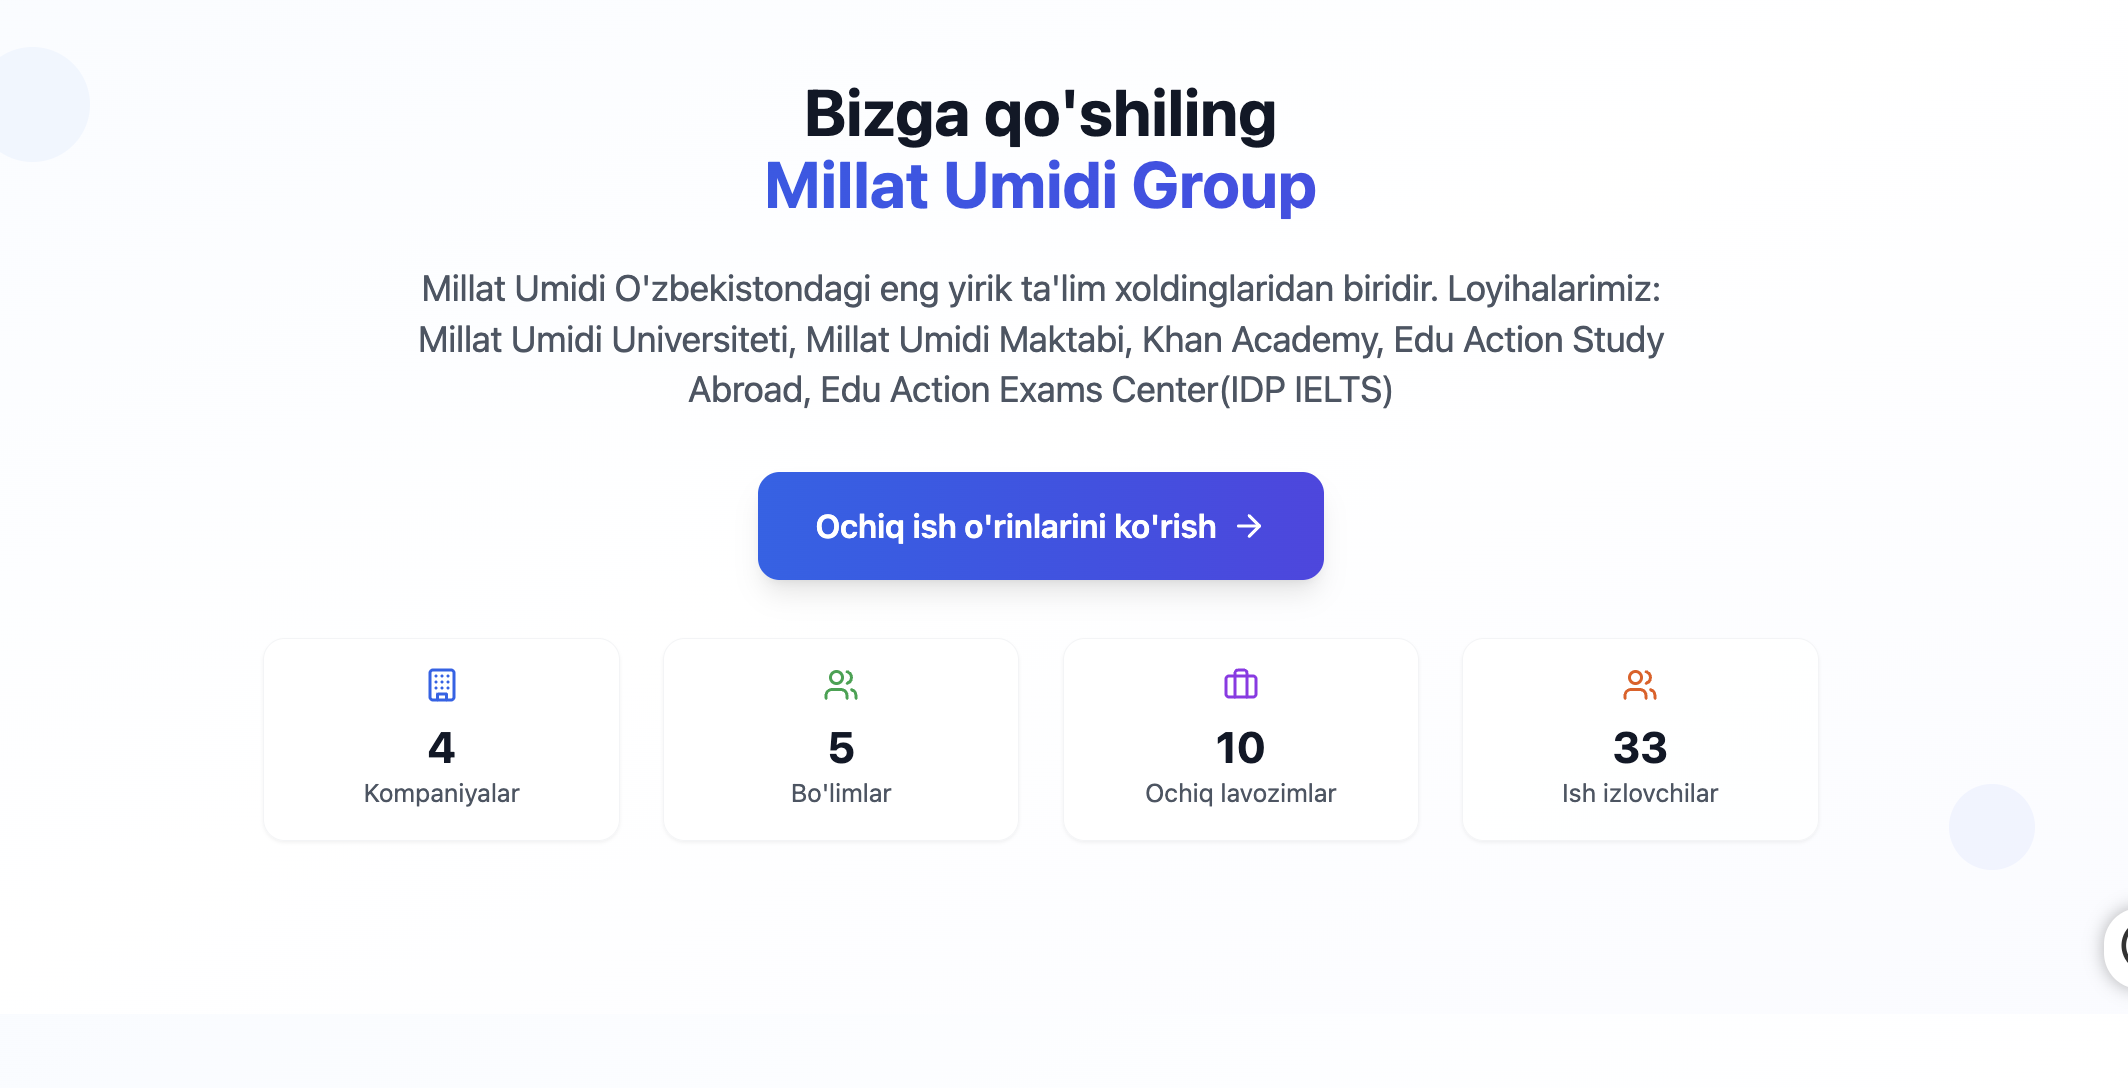 Bizga qo'shiling
Millat Umidi Group
Millat Umidi O'zbekistondagi eng yirik ta'lim xoldinglaridan biridir. Loyihalarimiz:
Millat Umidi Universiteti, Millat Umidi Maktabi, Khan Academy, Edu Action Study
Abroad, Edu Action Exams Center(IDP IELTS)
Ochiq ish o'rinlarini ko'rish →
4
Kompaniyalar
5
Bo'limlar
10
Ochiq lavozimlar
33
Ish izlovchilar